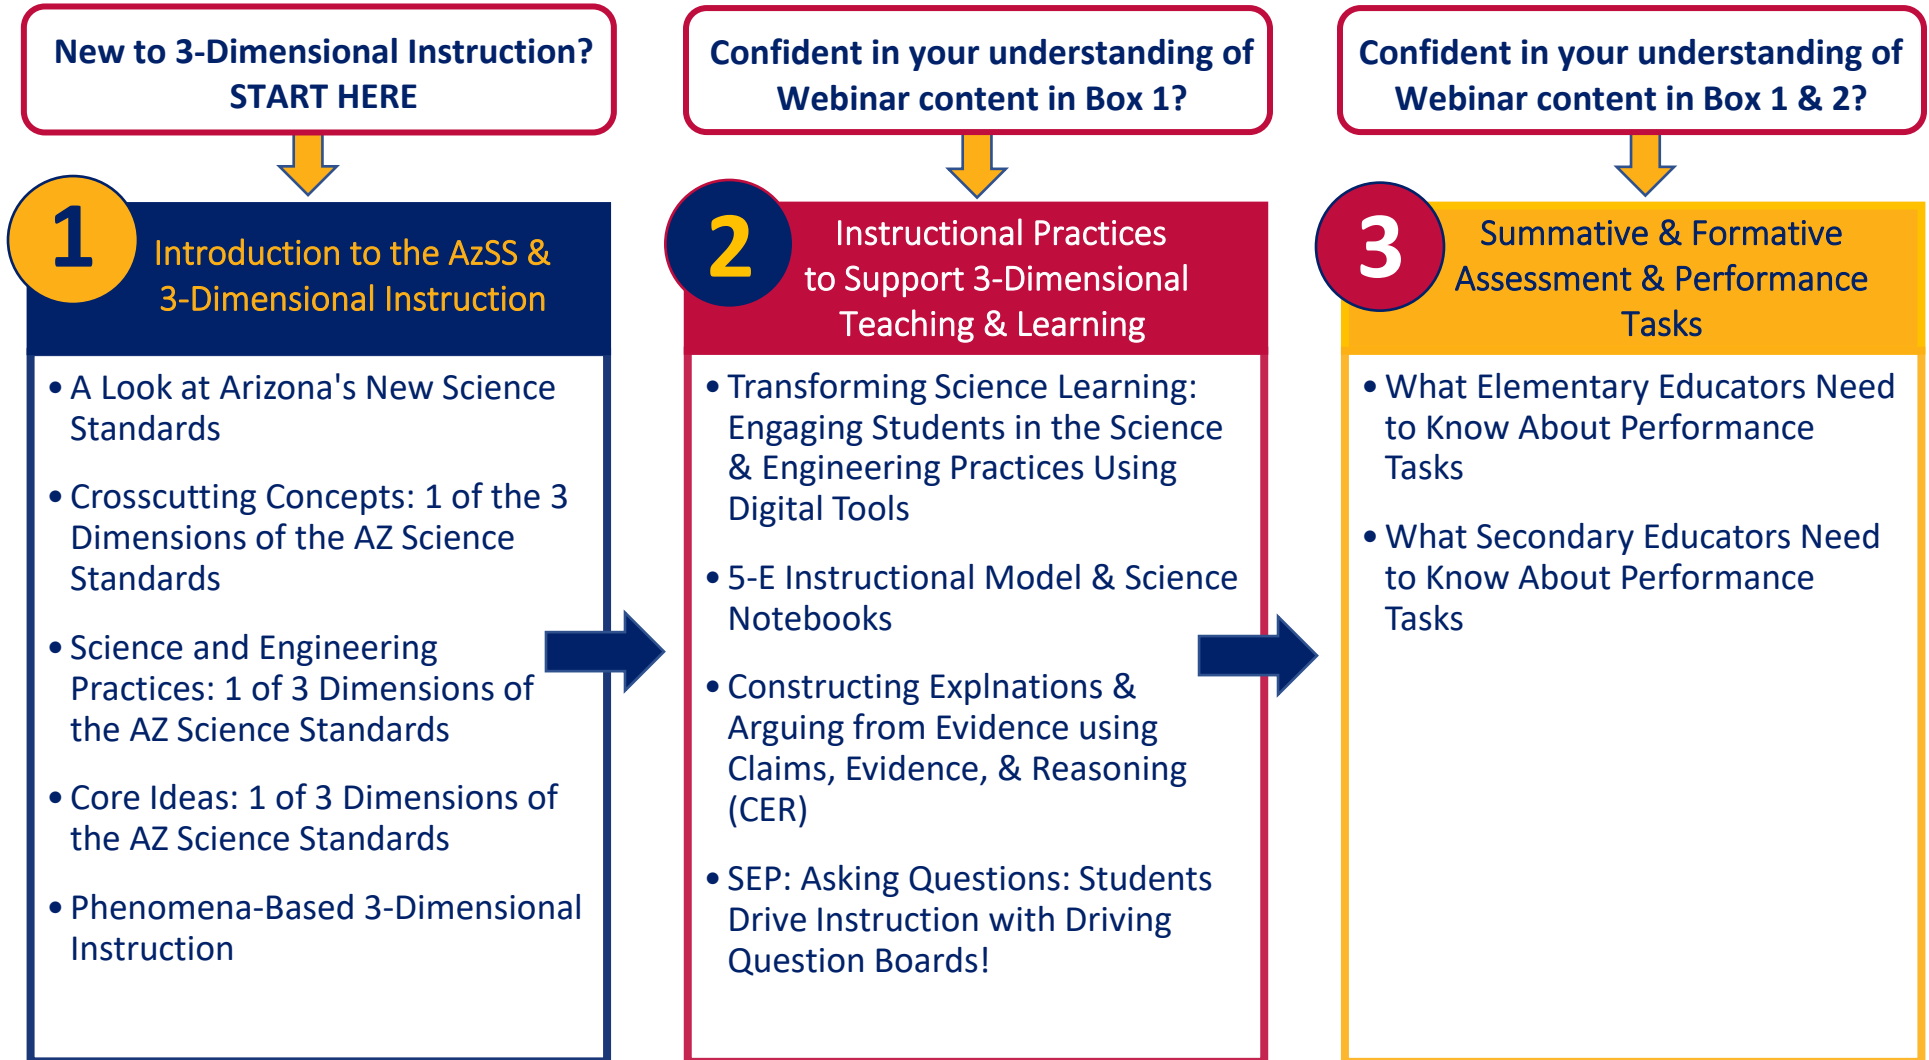 New to 3-Dimensional Instruction?
START HERE
1
Introduction to the AzSS &
3-Dimensional Instruction
• A Look at Arizona's New Science
Standards
• Crosscutting Concepts: 1 of the 3
Dimensions of the AZ Science
Standards
• Science and Engineering
Practices: 1 of 3 Dimensions of
the AZ Science Standards
• Core Ideas: 1 of 3 Dimensions of
the AZ Science Standards
• Phenomena-Based 3-Dimensional
Instruction
Confident in your understanding of
Webinar content in Box 1?
2
Instructional Practices
to Support 3-Dimensional
Teaching & Learning
• Transforming Science Learning:
Engaging Students in the Science
& Engineering Practices Using
Digital Tools
• 5-E Instructional Model & Science
Notebooks
• Constructing Explnations &
Arguing from Evidence using
Claims, Evidence, & Reasoning
(CER)
• SEP: Asking Questions: Students
Drive Instruction with Driving
Question Boards!
Confident in your understanding of
Webinar content in Box 1 & 2?
3
Summative & Formative
Assessment & Performance
Tasks
• What Elementary Educators Need
to Know About Performance
Tasks
• What Secondary Educators Need
to Know About Performance
Tasks